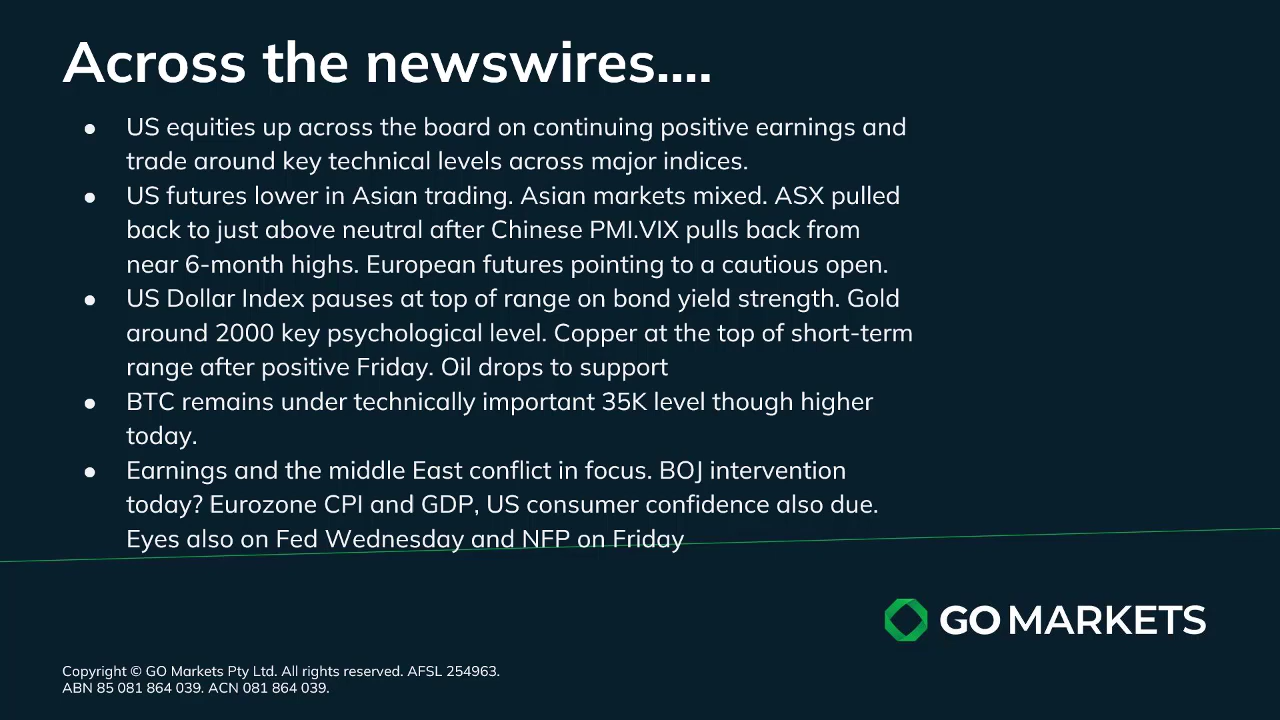 Across the newswires....
● US equities up across the board on continuing positive earnings and
trade around key technical levels across major indices.
● US futures lower in Asian trading. Asian markets mixed. ASX pulled
back to just above neutral after Chinese PMI.VIX pulls back from
near 6-month highs. European futures pointing to a cautious open.
● US Dollar Index pauses at top of range on bond yield strength. Gold
around 2000 key psychological level. Copper at the top of short-term
range after positive Friday. Oil drops to support
● BTC remains under technically important 35K level though higher
today.
● Earnings and the middle East conflict in focus. BOJ intervention
today? Eurozone CPI and GDP, US consumer confidence also due.
Eyes also on Fed Wednesday and NFP on Friday
GO MARKETS
Copyright © GO Markets Pty Ltd. All rights reserved. AFSL 254963.
ABN 85 081 864 039. ACN 081 864 039.